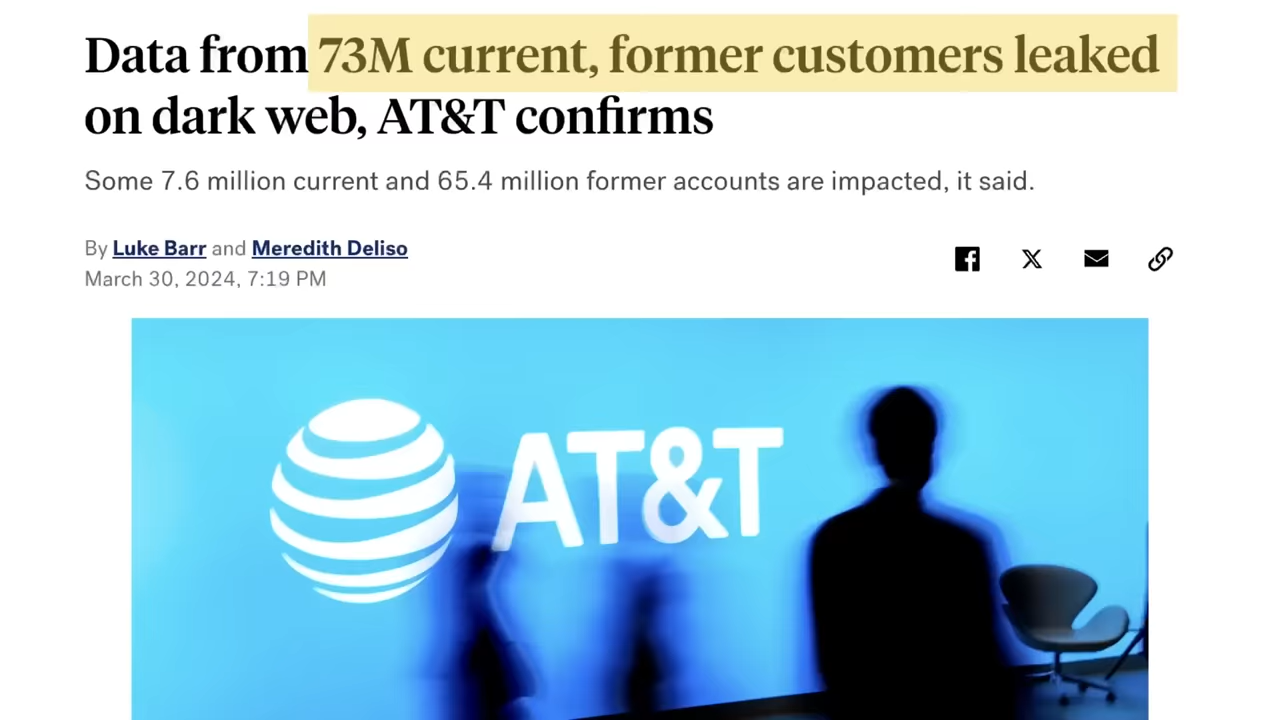 Data from 73M current, former customers leaked
on dark web, AT&T confirms
Some 7.6 million current and 65.4 million former accounts are impacted, it said.
By Luke Barr and Meredith Deliso
March 30, 2024, 7:19 PM
AT&T